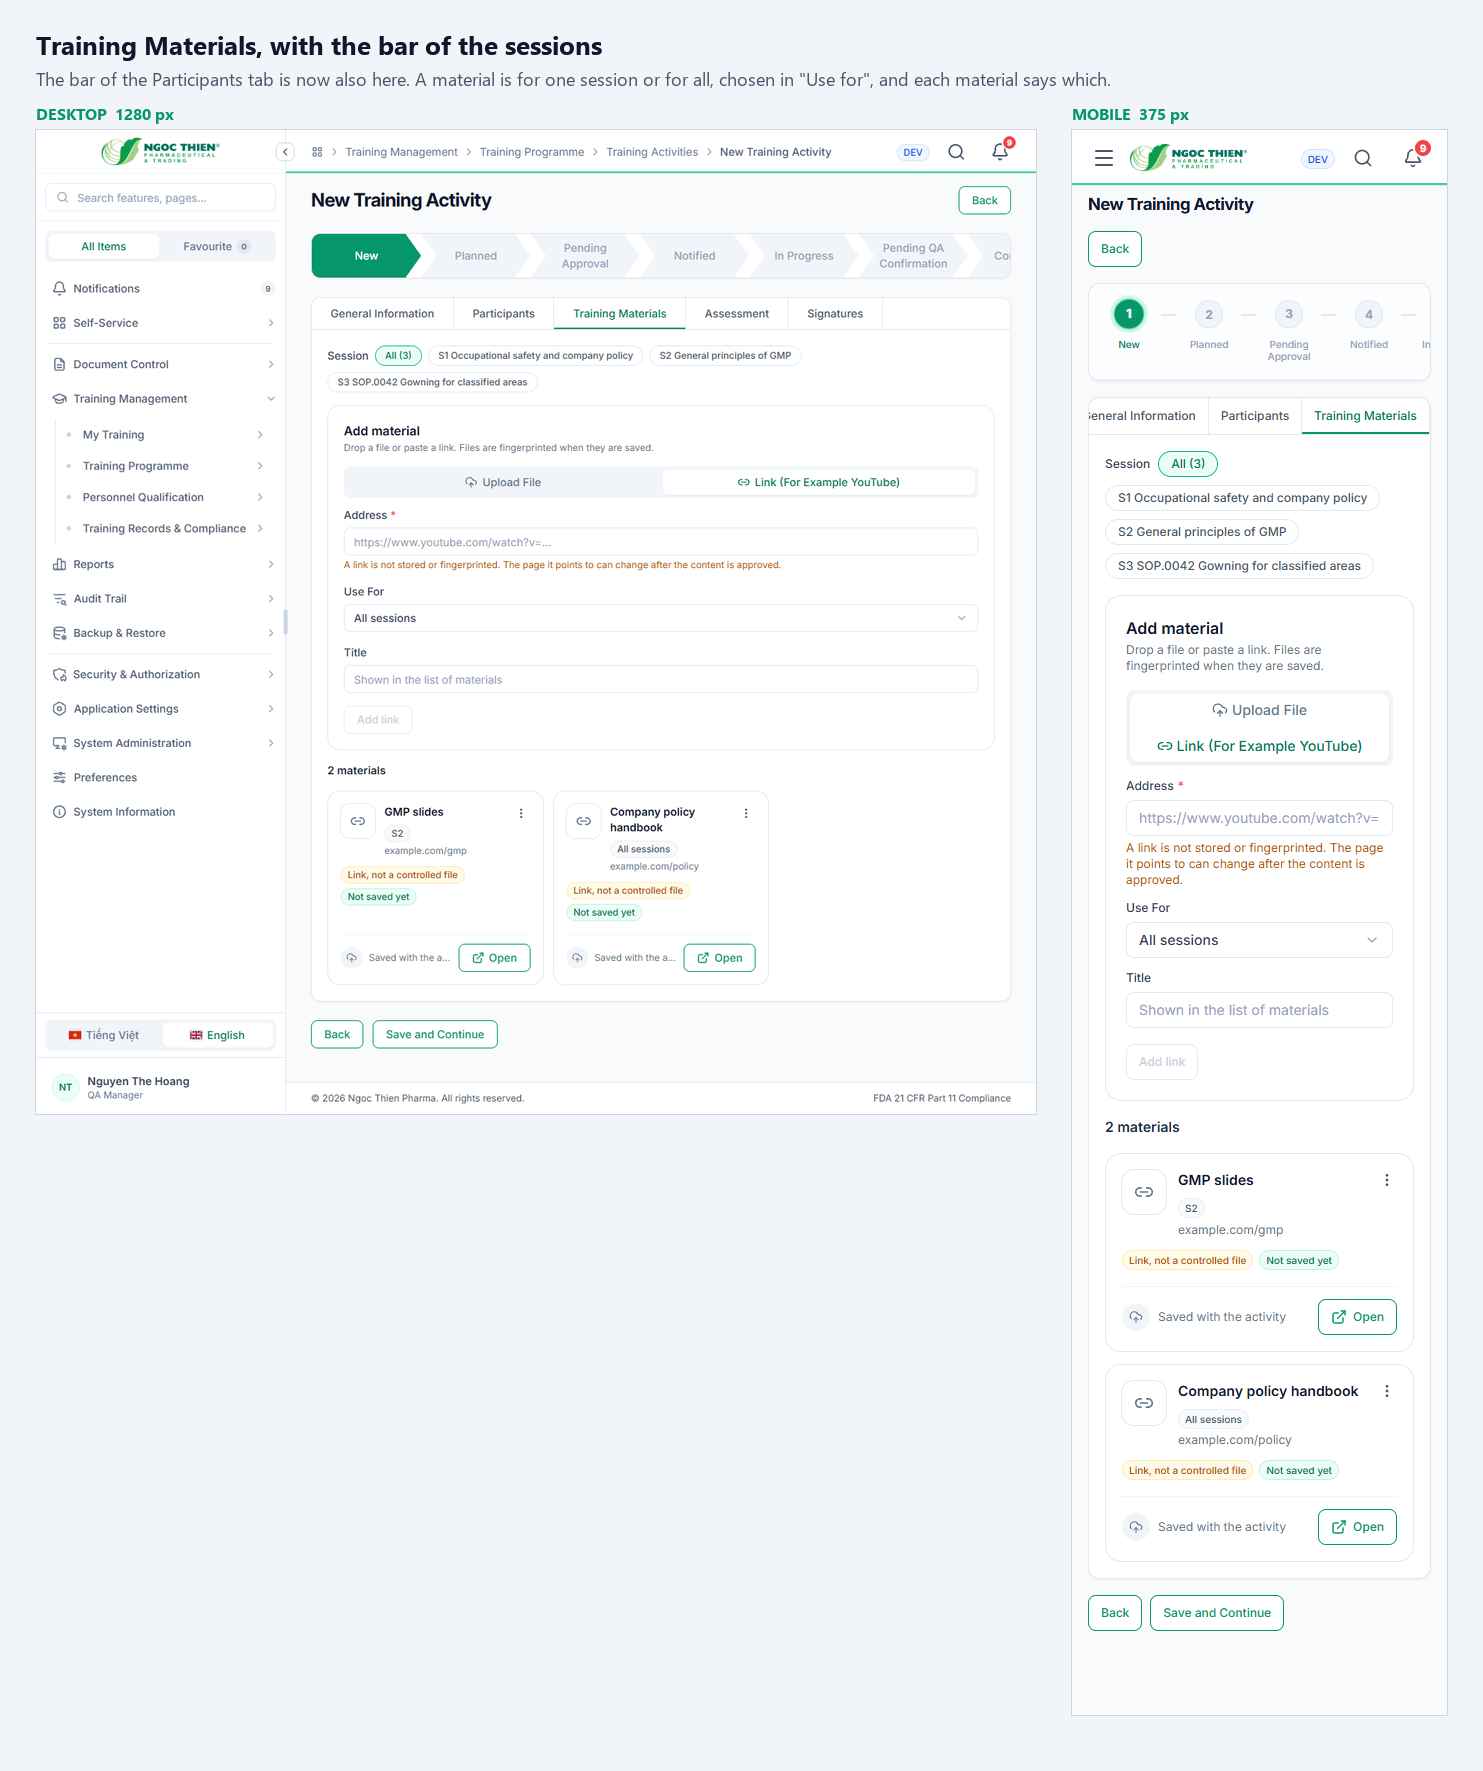 Training Materials, with the bar of the sessions
The bar of the Participants tab is now also here. A material is for one session or for all, chosen in "Use for", and each material says which.
DESKTOP 1280 px
NGOC THIEN
PHARMACEUTICAL
& TRADING
Training Management > Training Programme > Training Activities > New Training Activity
DEV
9
Search features, pages...
All Items
Favourite 0
Notifications 9
Self-Service
Document Control
Training Management
My Training
Training Programme
Personnel Qualification
Training Records & Compliance
Reports
Audit Trail
Backup & Restore
Security & Authorization
Application Settings
System Administration
Preferences
System Information
Tiếng Việt
English
NT
Nguyen The Hoang
QA Manager
New Training Activity
Back
New
Planned
Pending
Approval
Notified
In Progress
Pending QA
Confirmation
Co
General Information
Participants
Training Materials
Assessment
Signatures
Session
All (3)
S1 Occupational safety and company policy
S2 General principles of GMP
S3 SOP.0042 Gowning for classified areas
Add material
Drop a file or paste a link. Files are fingerprinted when they are saved.
Upload File
Link (For Example YouTube)
Address *
https://www.youtube.com/watch?v=...
A link is not stored or fingerprinted. The page it points to can change after the content is approved.
Use For
All sessions
Title
Shown in the list of materials
Add link
2 materials
GMP slides
S2
example.com/gmp
Link, not a controlled file
Not saved yet
Saved with the a...
Open
Company policy
handbook
All sessions
example.com/policy
Link, not a controlled file
Not saved yet
Saved with the a...
Open
Back
Save and Continue
© 2026 Ngoc Thien Pharma. All rights reserved.
FDA 21 CFR Part 11 Compliance
MOBILE 375 px
NGOC THIEN
PHARMACEUTICAL
& TRADING
DEV
9
New Training Activity
Back
1
New
2
Planned
3
Pending
Approval
4
Notified
In
General Information
Participants
Training Materials
Session
All (3)
S1 Occupational safety and company policy
S2 General principles of GMP
S3 SOP.0042 Gowning for classified areas
Add material
Drop a file or paste a link. Files are
fingerprinted when they are saved.
Upload File
Link (For Example YouTube)
Address *
https://www.youtube.com/watch?v=
A link is not stored or fingerprinted. The page
it points to can change after the content is
approved.
Use For
All sessions
Title
Shown in the list of materials
Add link
2 materials
GMP slides
S2
example.com/gmp
Link, not a controlled file
Not saved yet
Saved with the activity
Open
Company policy handbook
All sessions
example.com/policy
Link, not a controlled file
Not saved yet
Saved with the activity
Open
Back
Save and Continue